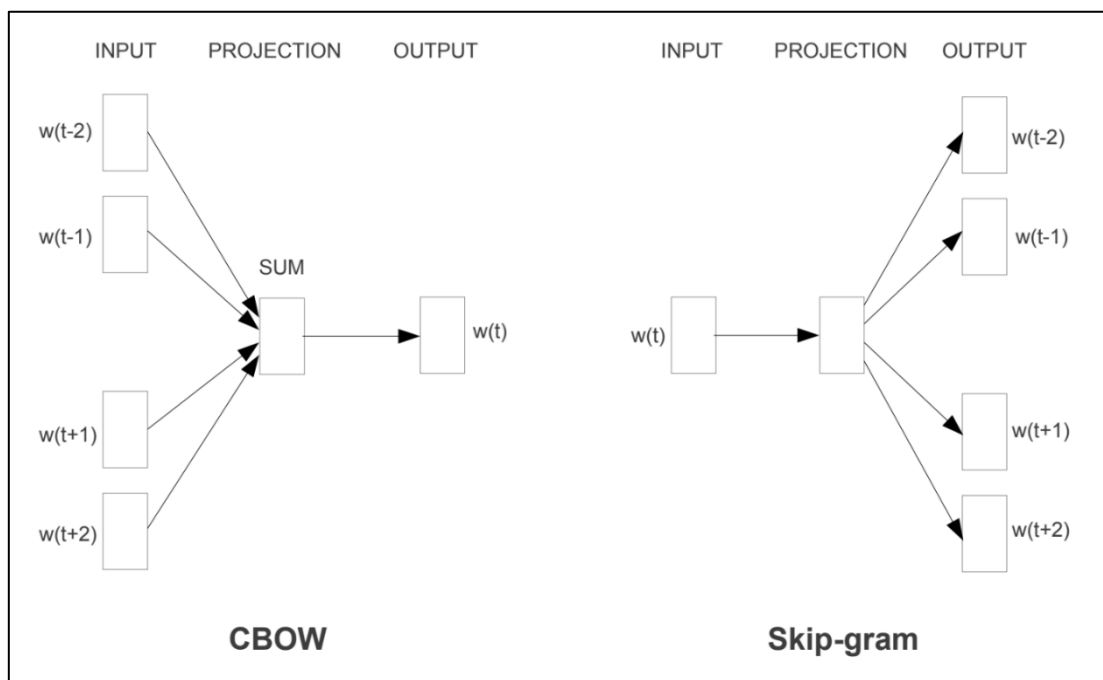 INPUT PROJECTION OUTPUT
w(t-2)
w(t-1)
SUM
w(t)
w(t+1)
w(t+2)
CBOW
INPUT PROJECTION OUTPUT
w(t-2)
w(t-1)
w(t)
w(t+1)
w(t+2)
Skip-gram